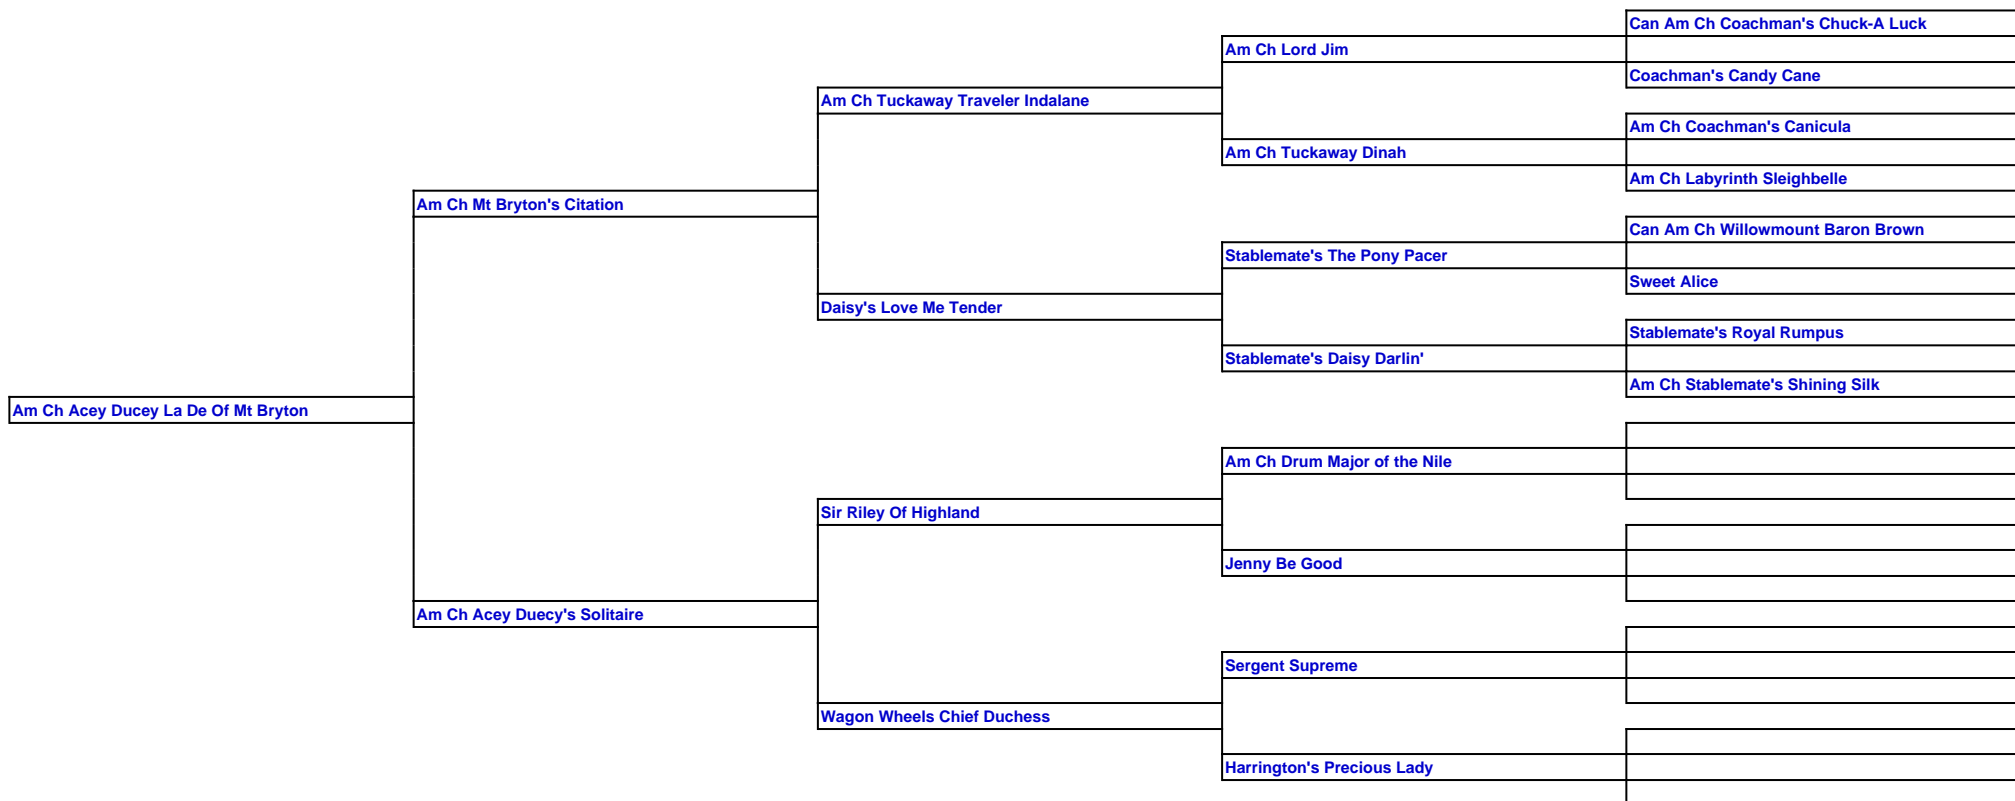 Can Am Ch Coachman's Chuck-A Luck
Am Ch Lord Jim
Coachman's Candy Cane
Am Ch Tuckaway Traveler Indalane
Am Ch Coachman's Canicula
Am Ch Tuckaway Dinah
Am Ch Labyrinth Sleighbelle
Am Ch Mt Bryton's Citation
Can Am Ch Willowmount Baron Brown
Stablemate's The Pony Pacer
Sweet Alice
Daisy's Love Me Tender
Stablemate's Royal Rumpus
Stablemate's Daisy Darlin'
Am Ch Stablemate's Shining Silk
Am Ch Acey Ducey La De Of Mt Bryton
Am Ch Drum Major of the Nile
Sir Riley Of Highland
Jenny Be Good
Am Ch Acey Duecy's Solitaire
Sergent Supreme
Wagon Wheels Chief Duchess
Harrington's Precious Lady